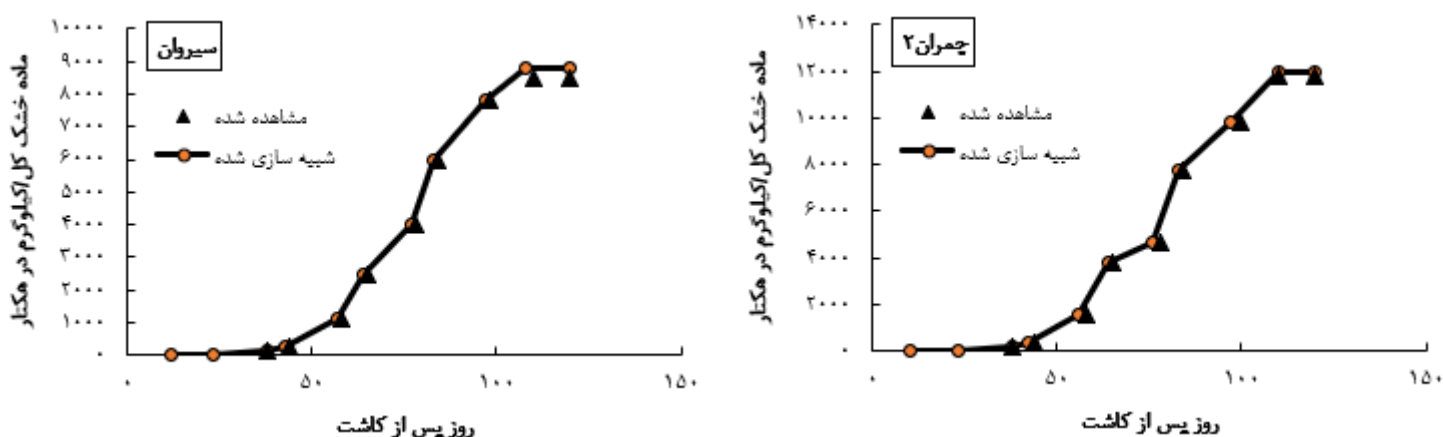 سیروان
ماده خشک کل/کیلوگرم در هکتار
۱۰۰۰۰
۹۰۰۰
۸۰۰۰
۷۰۰۰
۶۰۰۰
۵۰۰۰
۴۰۰۰
۳۰۰۰
۲۰۰۰
۱۰۰۰
۰
مشاهده شده
شبیه سازی شده
۰ ۵۰ ۱۰۰ ۱۵۰
روز پس از کاشت
چمران۲
ماده خشک کل/کیلوگرم در هکتار
۱۴۰۰۰
۱۲۰۰۰
۱۰۰۰۰
۸۰۰۰
۶۰۰۰
۴۰۰۰
۲۰۰۰
۰
مشاهده شده
شبیه سازی شده
۰ ۵۰ ۱۰۰ ۱۵۰
روز پس از کاشت